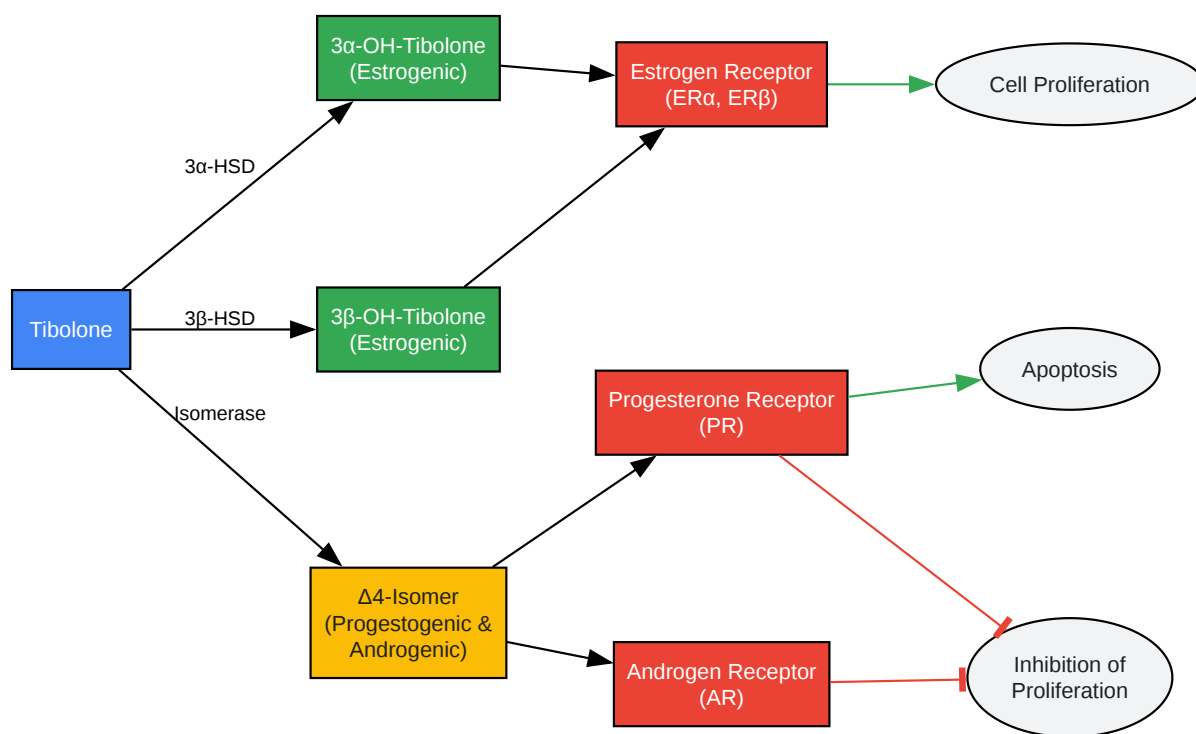 3α-OH-Tibolone
(Estrogenic)
Estrogen Receptor
(ERα, ERβ)
Cell Proliferation
3α-HSD
Tibolone
3β-HSD
3β-OH-Tibolone
(Estrogenic)
Isomerase
Progesterone Receptor
(PR)
Apoptosis
Δ4-Isomer
(Progestogenic &
Androgenic)
Androgen Receptor
(AR)
Inhibition of
Proliferation